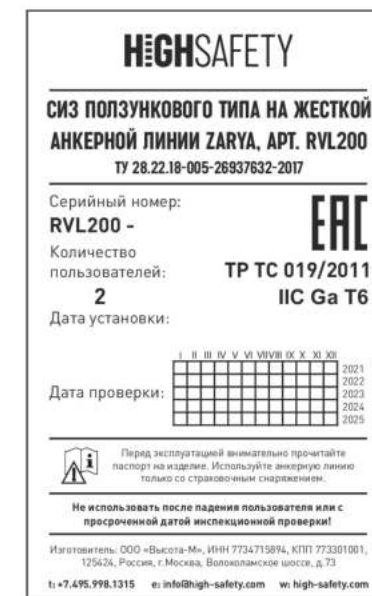 HIGHSAFETY
СИЗ ПОЛЗУНКОВОГО ТИПА НА ЖЕСТКОЙ
АНКЕРНОЙ ЛИНИИ ZARYA, АРТ. RVL200
ТУ 28.22.18-005-26937632-2017
Серийный номер:
RVL200 -
EAC
Количество
пользователей:
ТР ТС 019/2011
2
IIC Ga T6
Дата установки:
I II III IV V VI VII VIII IX X XI XII
2021
2022
Дата проверки:
2023
2024
2025
Перед эксплуатацией внимательно прочитайте
паспорт на изделие. Используйте анкерную линию
только со страховочным снаряжением.
Не использовать после падения пользователя или с
просроченной датой инспекционной проверки!
Изготовитель: ООО «Высота-М», ИНН 7734715894, КПП 773301001,
125424, Россия, г.Москва, Волоколамское шоссе, д.73
t: +7.495.998.1315 e: info@high-safety.com w: high-safety.com